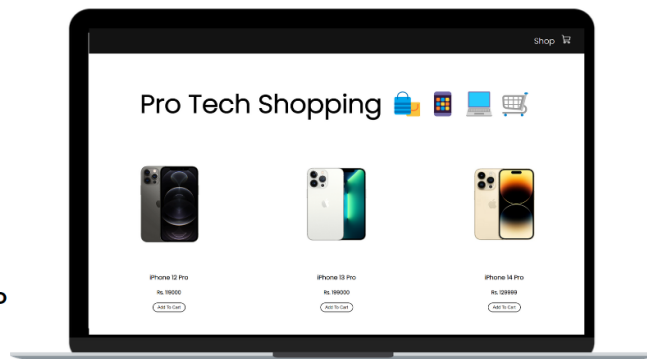 Shop
Pro Tech Shopping
iPhone 12 Pro
iPhone 13 Pro
iPhone 14 Pro
Rs. 119000
Rs. 199000
Rs. 129999
Add To Cart
Add To Cart
Add To Cart